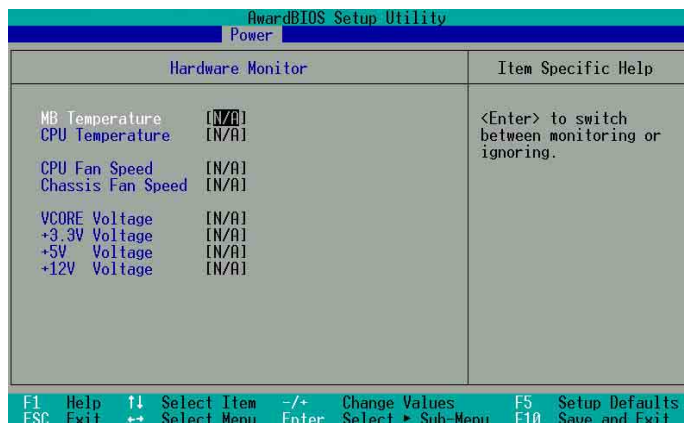 AwardBIOS Setup Utility
Power
Hardware Monitor
Item Specific Help
MB Temperature [N/A]
CPU Temperature [N/A]
CPU Fan Speed [N/A]
Chassis Fan Speed [N/A]
VCORE Voltage [N/A]
+3.3V Voltage [N/A]
+5V Voltage [N/A]
+12V Voltage [N/A]
<Enter> to switch
between monitoring or
ignoring.
F1 Help ↑↓ Select Item -/+ Change Values F5 Setup Defaults
ESC Exit ←→ Select Menu Enter Select ► Sub-Menu F10 Save and Exit